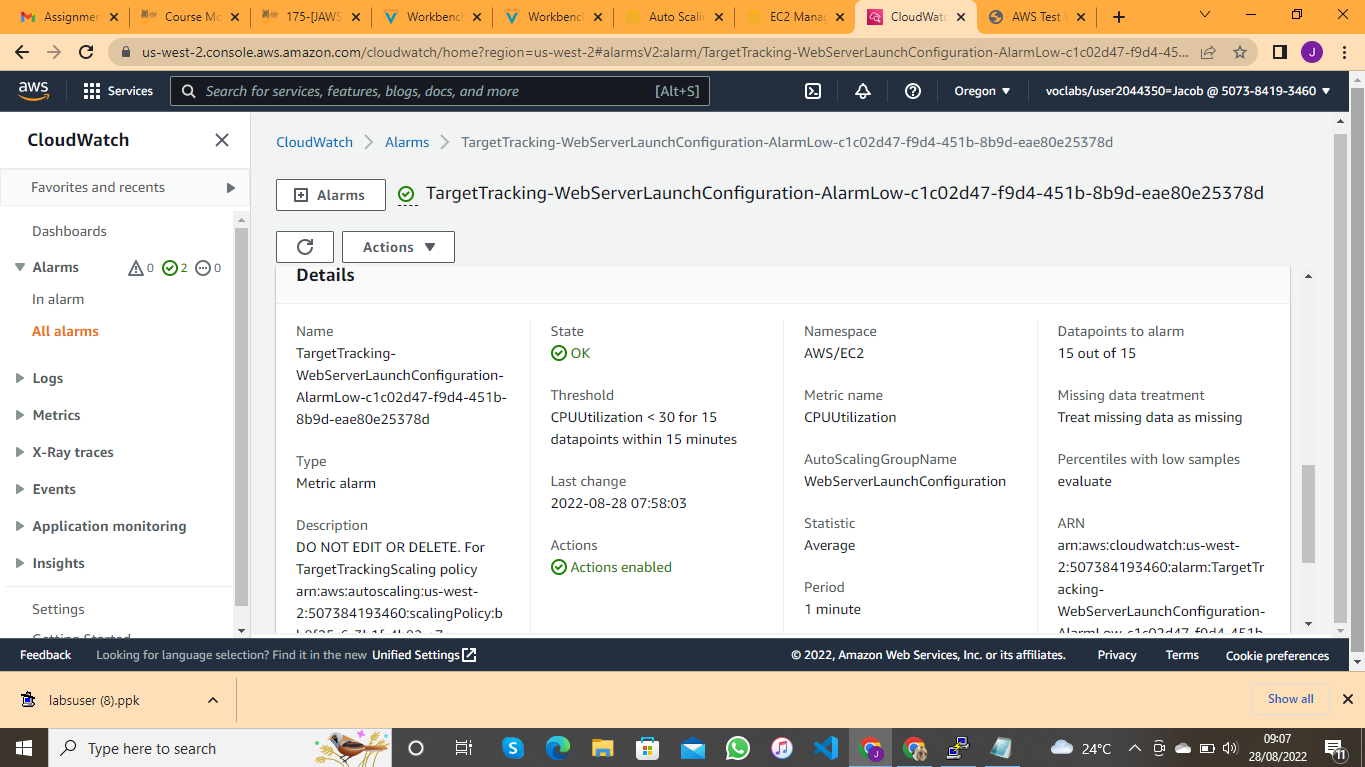 Assignmen
Course Mo
175-[JAWS
Workbench
Workbench
Auto Scalin
EC2 Manag
CloudWatc
AWS Test W
us-west-2.console.aws.amazon.com/cloudwatch/home?region=us-west-2#alarmsV2:alarm/TargetTracking-WebServerLaunchConfiguration-AlarmLow-c1c02d47-f9d4-45...
J
aws
Services
Search for services, features, blogs, docs, and more
[Alt+S]
Oregon
voclabs/user2044350=Jacob @ 5073-8419-3460
CloudWatch
Favorites and recents
Dashboards
Alarms
0
2
0
In alarm
All alarms
Logs
Metrics
X-Ray traces
Events
Application monitoring
Insights
Settings
Getting Started
CloudWatch
Alarms
TargetTracking-WebServerLaunchConfiguration-AlarmLow-c1c02d47-f9d4-451b-8b9d-eae80e25378d
Alarms
TargetTracking-WebServerLaunchConfiguration-AlarmLow-c1c02d47-f9d4-451b-8b9d-eae80e25378d
Actions
Details
Name
TargetTracking-
WebServerLaunchConfiguration-
AlarmLow-c1c02d47-f9d4-451b-
8b9d-eae80e25378d
Type
Metric alarm
Description
DO NOT EDIT OR DELETE. For
TargetTrackingScaling policy
arn:aws:autoscaling:us-west-
2:507384193460:scalingPolicy:b
State
OK
Threshold
CPUUtilization < 30 for 15
datapoints within 15 minutes
Last change
2022-08-28 07:58:03
Actions
Actions enabled
Namespace
AWS/EC2
Metric name
CPUUtilization
AutoScalingGroupName
WebServerLaunchConfiguration
Statistic
Average
Period
1 minute
Datapoints to alarm
15 out of 15
Missing data treatment
Treat missing data as missing
Percentiles with low samples
evaluate
ARN
arn:aws:cloudwatch:us-west-
2:507384193460:alarm:TargetTr
acking-
WebServerLaunchConfiguration-
AlarmLow-c1c02d47-f9d4-451b
Feedback
Looking for language selection? Find it in the new Unified Settings
© 2022, Amazon Web Services, Inc. or its affiliates.
Privacy
Terms
Cookie preferences
labsuser (8).ppk
Show all
Type here to search
J
24°C
09:07
28/08/2022
11